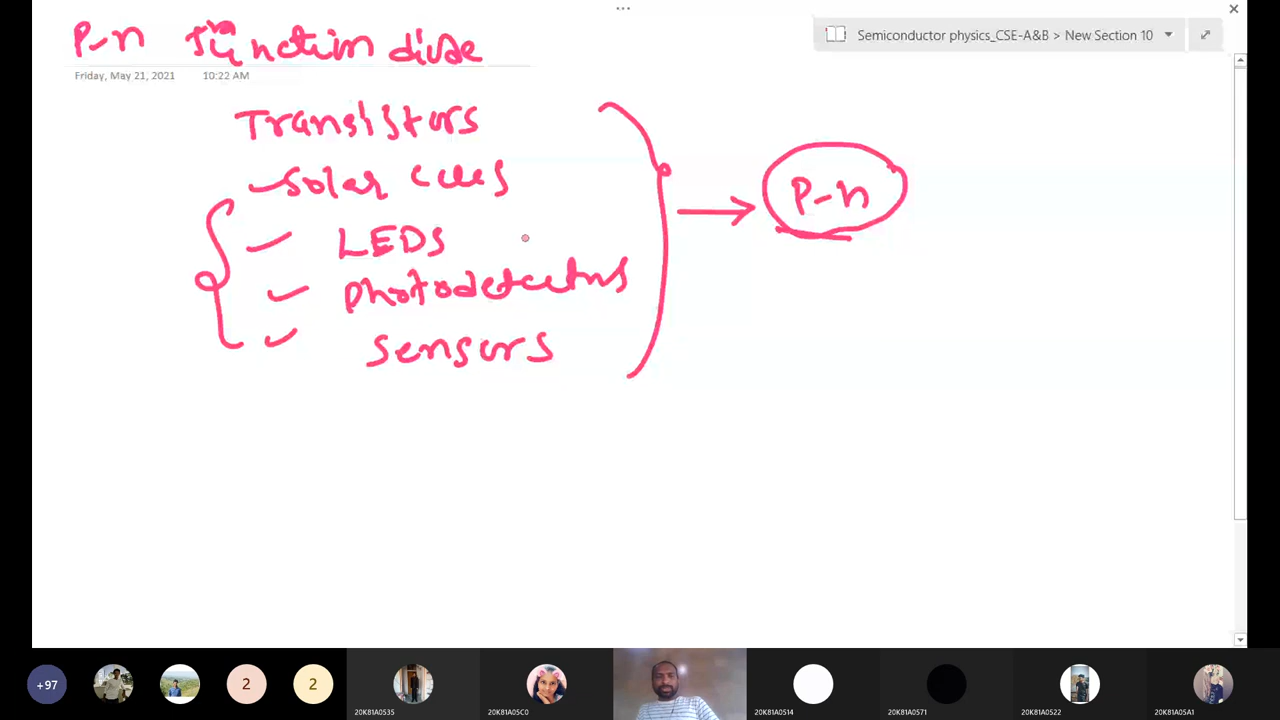 ...
Semiconductor physics_CSE-A&B > New Section 10
P-n Junction diode
Friday, May 21, 2021 10:22 AM
Transistors
Solar cells
LEDS
photodetectors
Sensors
P-n
+97
2
2
20K81A0535
20K81A05C0
20K81A0514
20K81A0571
20K81A0522
20K81A05A1